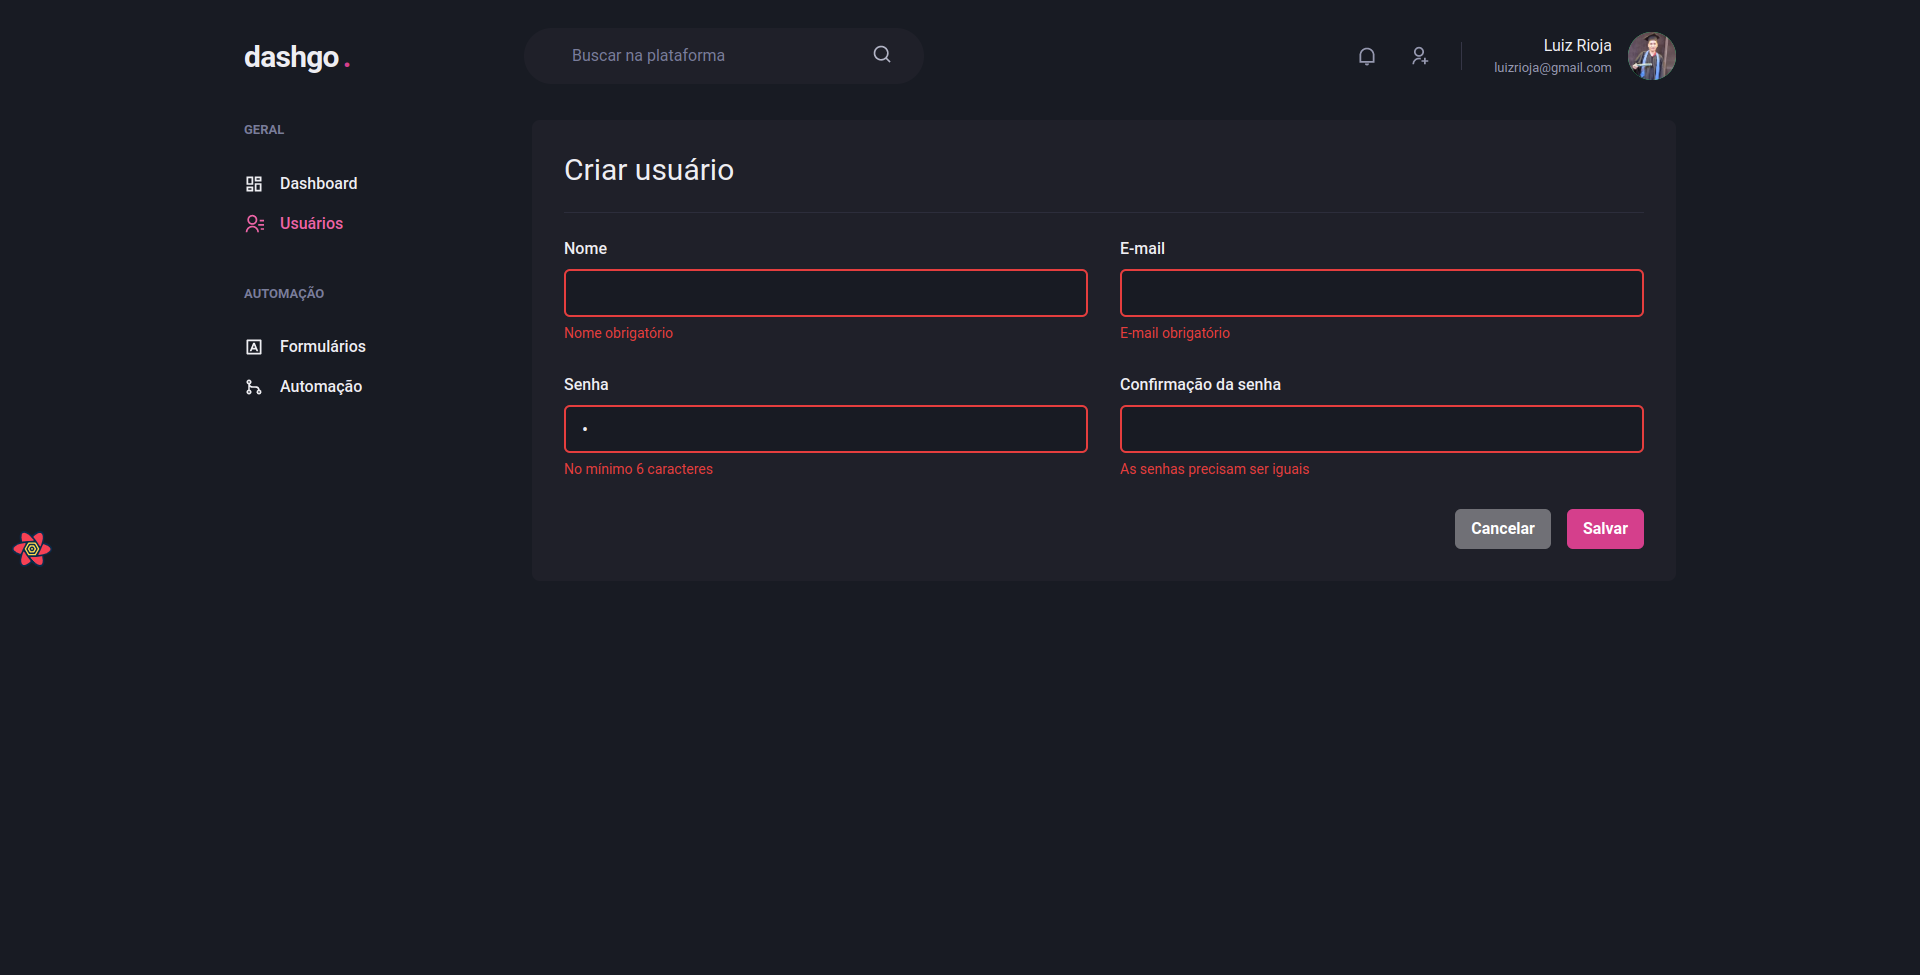 dashgo.
Buscar na plataforma
Luiz Rioja
luizrioja@gmail.com
GERAL
Dashboard
Usuários
AUTOMAÇÃO
Formulários
Automação
Criar usuário
Nome
E-mail
Nome obrigatório
E-mail obrigatório
Senha
Confirmação da senha
•
No mínimo 6 caracteres
As senhas precisam ser iguais
Cancelar
Salvar